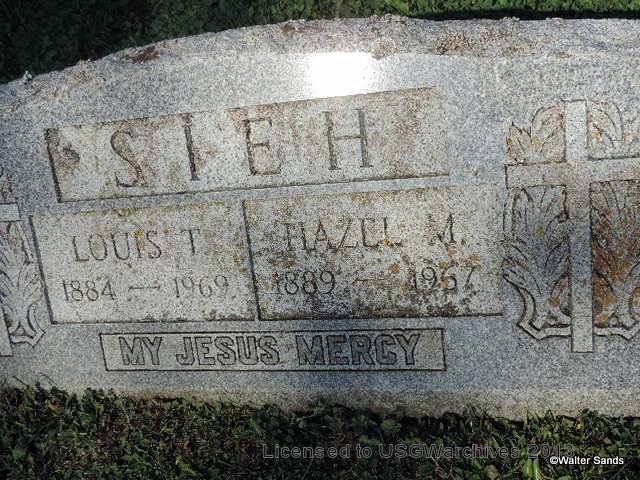 SIEH
LOUIS T.
1884 — 1969
HAZEL M.
1889 — 1967
MY JESUS MERCY
Licensed to USGWarchives 2012
©Walter Sands